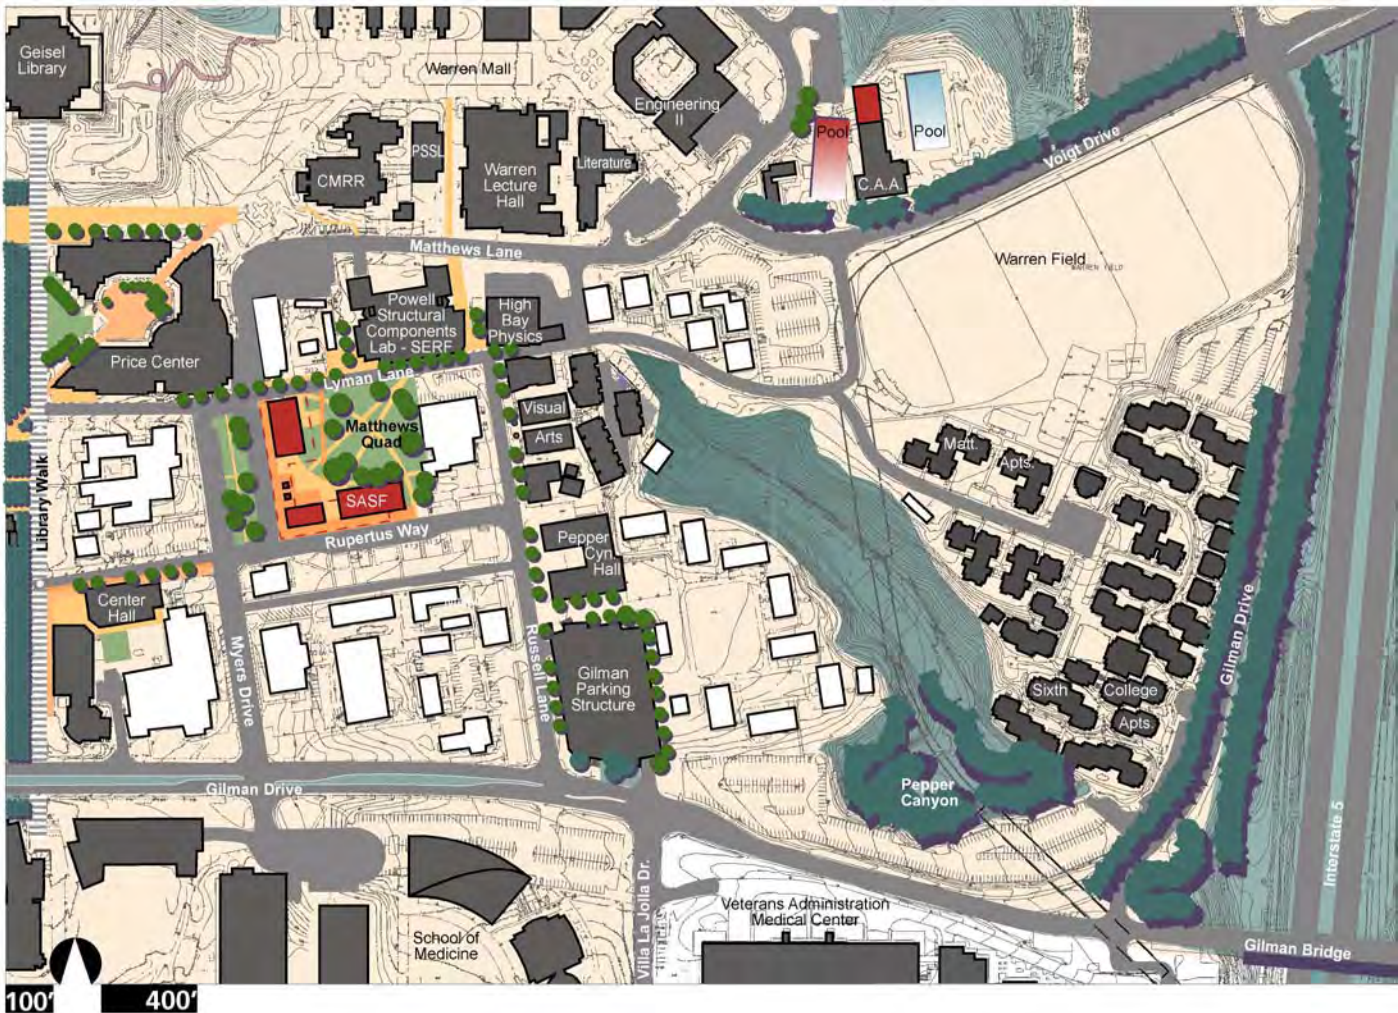 Geisel
Library
Warren Mall
Engineering
II
Pool
Pool
C.A.A.
Voigt Drive
CMRR
PSSL
Warren
Lecture
Hall
Literature
Matthews Lane
Warren Field
WARREN FIELD
Powell
Structural
Components
Lab - SERF
High
Bay
Physics
Price Center
Lyman Lane
Matthews
Quad
Visual
Arts
Matt.
Apts.
Library Walk
SASF
Rupertus Way
Pepper
Cyn.
Hall
Center
Hall
Myers Drive
Russell Lane
Gilman
Parking
Structure
Gilman Drive
Sixth
College
Apts.
Gilman Drive
Pepper
Canyon
Interstate 5
Villa La Jolla Dr.
Veterans Administration
Medical Center
School of
Medicine
Gilman Bridge
100'
400'